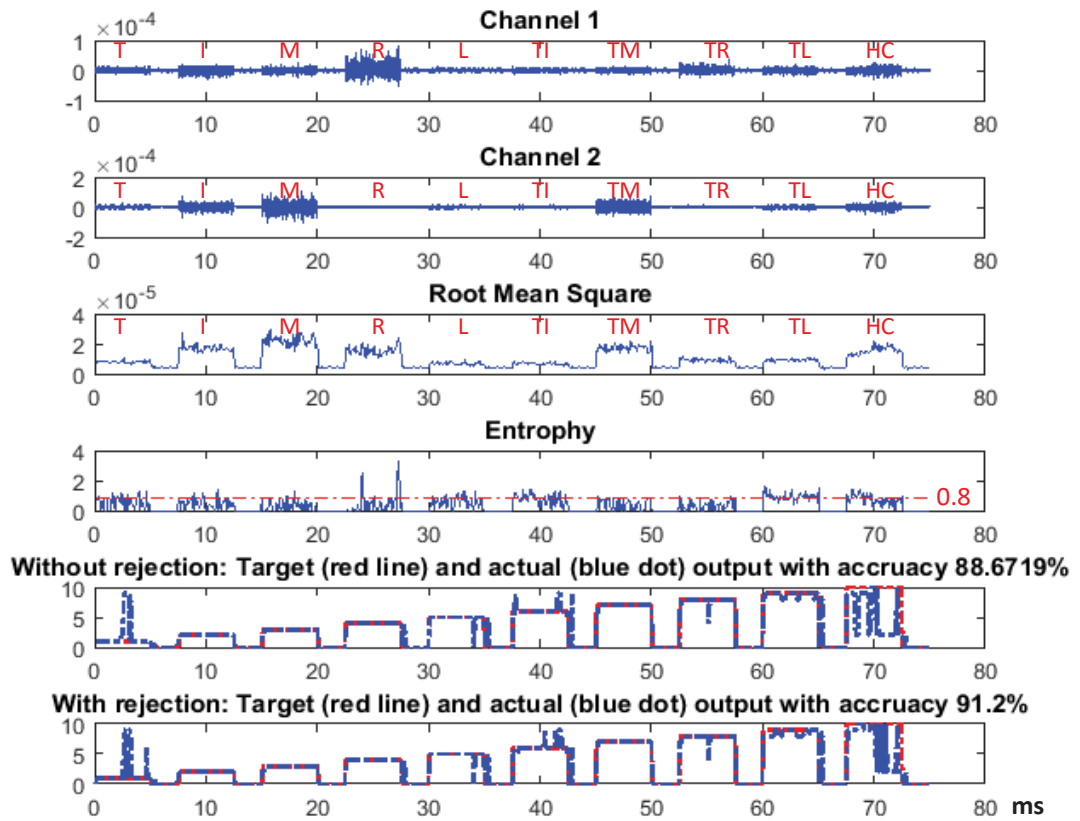 Channel 1
×10-4
1
0
-1
T I M R L TI TM TR TL HC
0 10 20 30 40 50 60 70 80
Channel 2
×10-4
2
0
-2
T I M R L TI TM TR TL HC
0 10 20 30 40 50 60 70 80
Root Mean Square
×10-5
4
2
0
T I M R L TI TM TR TL HC
0 10 20 30 40 50 60 70 80
Entrophy
4
2
0
0.8
0 10 20 30 40 50 60 70 80
Without rejection: Target (red line) and actual (blue dot) output with accruacy 88.6719%
10
5
0
0 10 20 30 40 50 60 70 80
With rejection: Target (red line) and actual (blue dot) output with accruacy 91.2%
10
5
0
0 10 20 30 40 50 60 70 80 ms